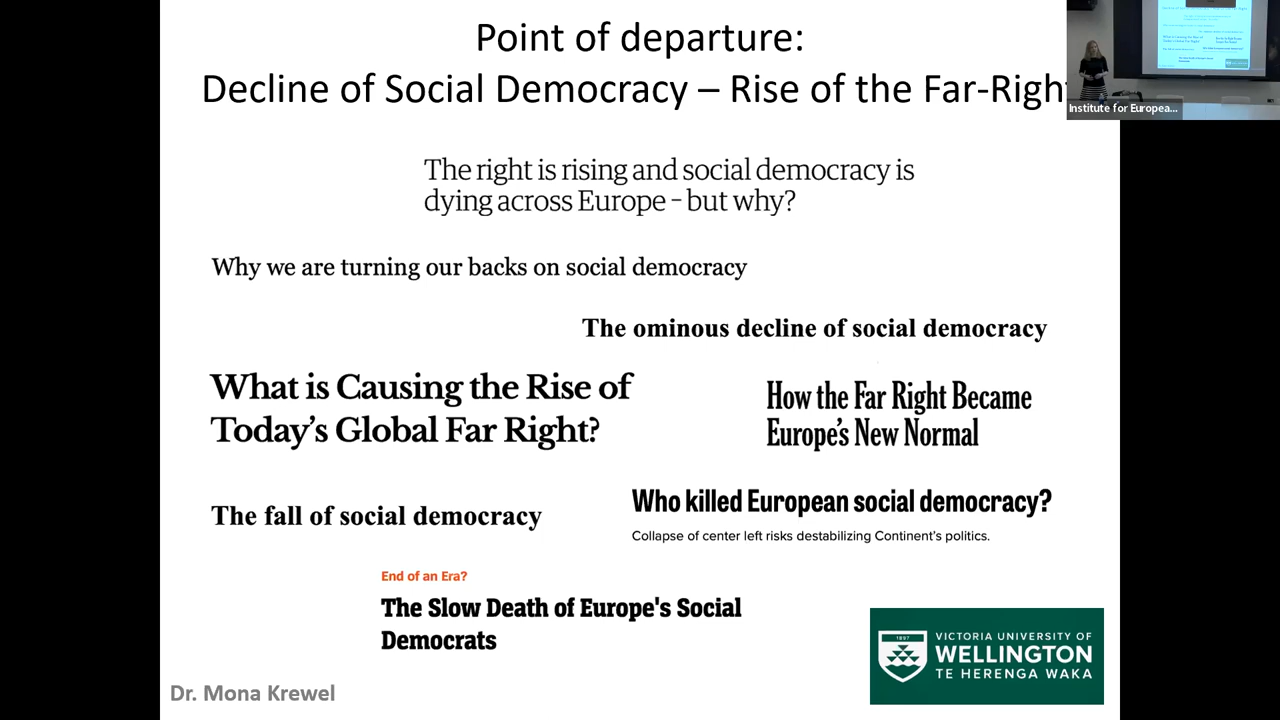 Point of departure:
Decline of Social Democracy – Rise of the Far-Right
Institute for Europea...
The right is rising and social democracy is
dying across Europe – but why?
Why we are turning our backs on social democracy
The ominous decline of social democracy
What is Causing the Rise of
Today's Global Far Right?
How the Far Right Became
Europe's New Normal
The fall of social democracy
Who killed European social democracy?
Collapse of center left risks destabilizing Continent's politics.
End of an Era?
The Slow Death of Europe's Social
Democrats
1897
VICTORIA UNIVERSITY OF
WELLINGTON
TE HERENGA WAKA
Dr. Mona Krewel